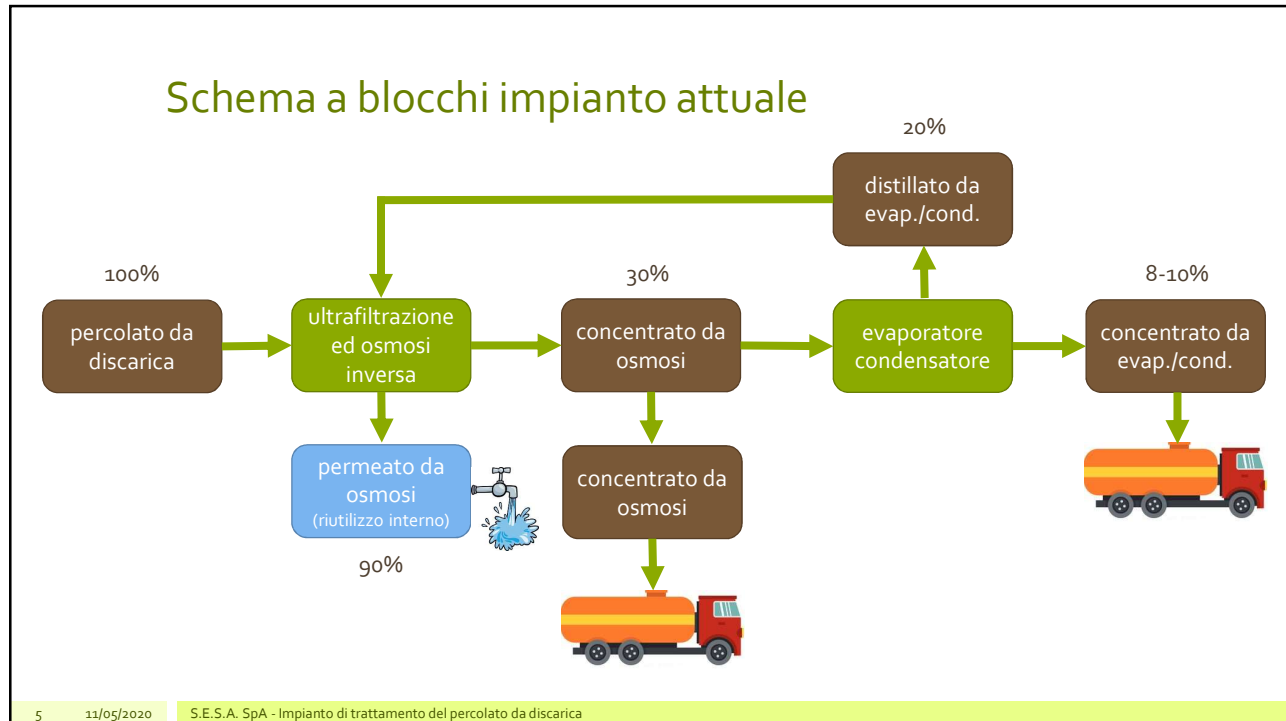 Schema a blocchi impianto attuale
20%
distillato da
evap./cond.
100%
30%
8-10%
percolato da
discarica
ultrafiltrazione
ed osmosi
inversa
concentrato da
osmosi
evaporatore
condensatore
concentrato da
evap./cond.
permeato da
osmosi
(riutilizzo interno)
concentrato da
osmosi
90%
5 11/05/2020 S.E.S.A. SpA - Impianto di trattamento del percolato da discarica